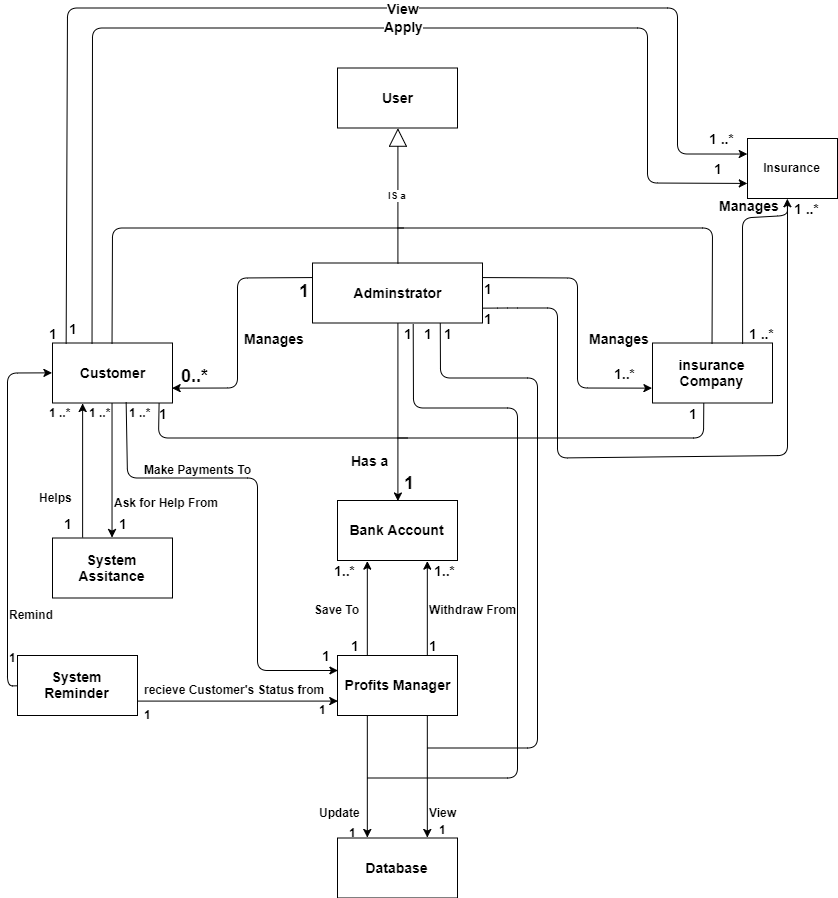 View
Apply
User
1 ..*
Insurance
1
IS a
Manages
1 ..*
Adminstrator
1
1
1
1
1
1
1
1
Manages
Manages
1 ..*
Customer
0..*
1..*
insurance
Company
1 ..*
1 ..*
1 ..*
1
1
Has a
Make Payments To
1
Helps
Ask for Help From
1
1
Bank Account
System
Assitance
1..*
1..*
Remind
Save To
Withdraw From
1
1
1
1
System
Reminder
Profits Manager
recieve Customer's Status from
1
1
Update
View
1
1
Database